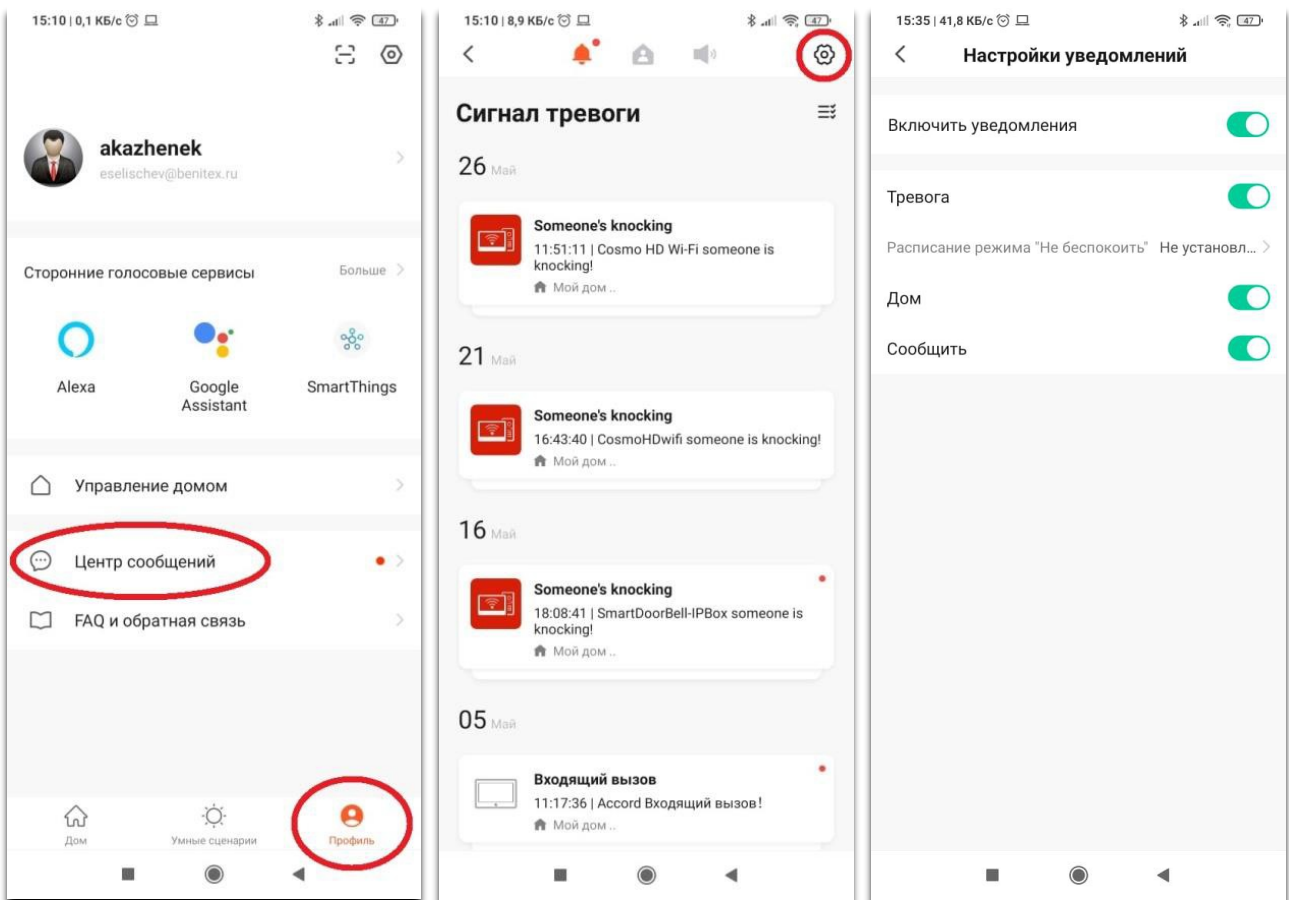 15:10 | 0,1 КБ/с
47
akazhenek
eselischev@benitex.ru
Сторонние голосовые сервисы
Больше
Alexa
Google
Assistant
SmartThings
Управление домом
Центр сообщений
FAQ и обратная связь
Дом
Умные сценарии
Профиль
15:10 | 8,9 КБ/с
47
Сигнал тревоги
26 Май
Someone's knocking
11:51:11 | Cosmo HD Wi-Fi someone is
knocking!
Мой дом ..
21 Май
Someone's knocking
16:43:40 | CosmoHDwifi someone is knocking!
Мой дом ..
16 Май
Someone's knocking
18:08:41 | SmartDoorBell-IPBox someone is
knocking!
Мой дом ..
05 Май
Входящий вызов
11:17:36 | Accord Входящий вызов!
Мой дом ..
15:35 | 41,8 КБ/с
47
Настройки уведомлений
Включить уведомления
Тревога
Расписание режима "Не беспокоить" Не установл...
Дом
Сообщить